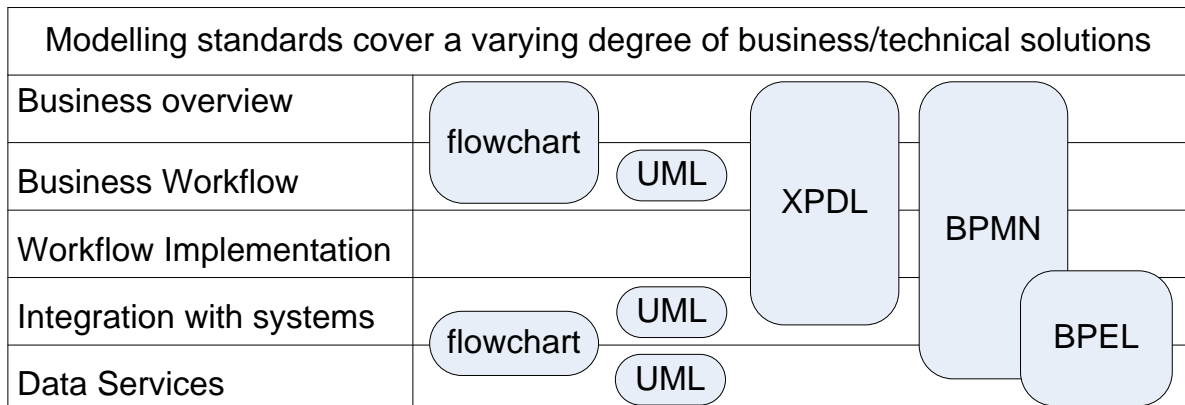 Modelling standards cover a varying degree of business/technical solutions
Business overview
flowchart
Business Workflow
UML
XPDL
BPMN
Workflow Implementation
Integration with systems
UML
flowchart
BPEL
Data Services
UML